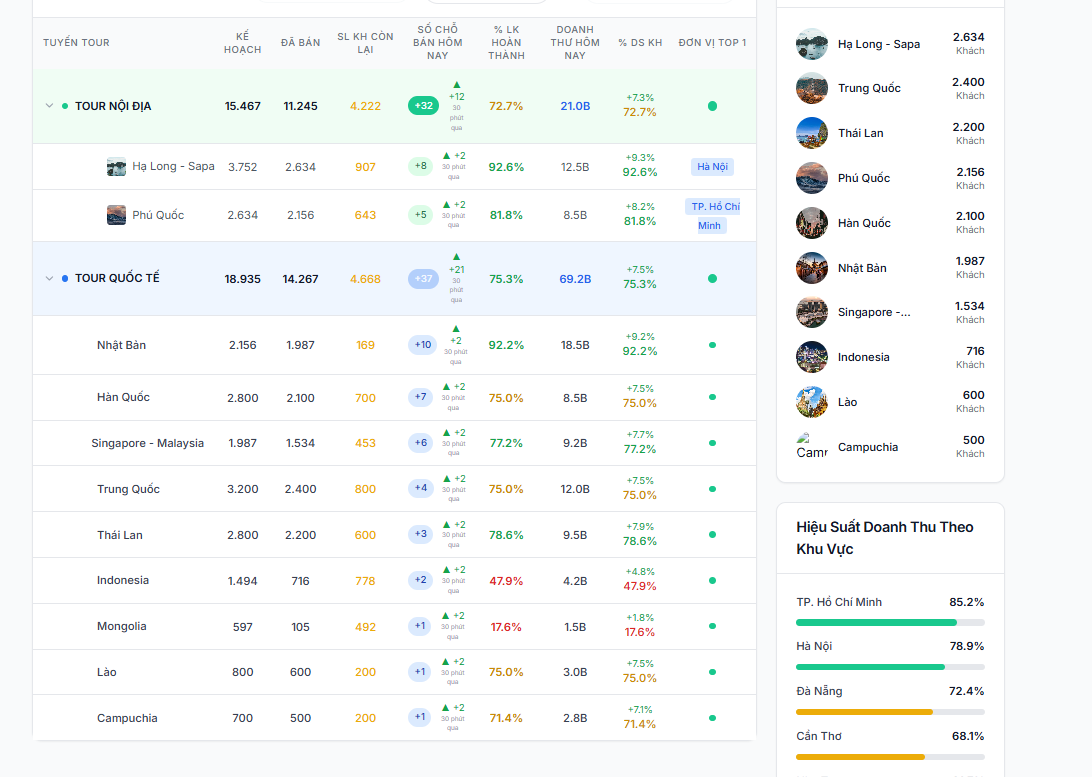 TUYẾN TOUR
KẾ
HOẠCH
ĐÃ BÁN
SL KH CÒN
LẠI
SỐ CHỖ
BÁN HÔM
NAY
% LK
HOÀN
THÀNH
DOANH
THU HÔM
NAY
% DS KH
ĐƠN VỊ TOP 1
TOUR NỘI ĐỊA
15.467
11.245
4.222
+32
▲
+12
30
phút
qua
72.7%
21.0B
+7.3%
72.7%
Hạ Long - Sapa
3.752
2.634
907
+8
▲ +2
30 phút
qua
92.6%
12.5B
+9.3%
92.6%
Hà Nội
Phú Quốc
2.634
2.156
643
+5
▲ +2
30 phút
qua
81.8%
8.5B
+8.2%
81.8%
TP. Hồ Chí
Minh
TOUR QUỐC TẾ
18.935
14.267
4.668
+37
▲
+21
30
phút
qua
75.3%
69.2B
+7.5%
75.3%
Nhật Bản
2.156
1.987
169
+10
▲
+2
30 phút
qua
92.2%
18.5B
+9.2%
92.2%
Hàn Quốc
2.800
2.100
700
+7
▲ +2
30 phút
qua
75.0%
8.5B
+7.5%
75.0%
Singapore - Malaysia
1.987
1.534
453
+6
▲ +2
30 phút
qua
77.2%
9.2B
+7.7%
77.2%
Trung Quốc
3.200
2.400
800
+4
▲ +2
30 phút
qua
75.0%
12.0B
+7.5%
75.0%
Thái Lan
2.800
2.200
600
+3
▲ +2
30 phút
qua
78.6%
9.5B
+7.9%
78.6%
Indonesia
1.494
716
778
+2
▲ +2
30 phút
qua
47.9%
4.2B
+4.8%
47.9%
Mongolia
597
105
492
+1
▲ +2
30 phút
qua
17.6%
1.5B
+1.8%
17.6%
Lào
800
600
200
+1
▲ +2
30 phút
qua
75.0%
3.0B
+7.5%
75.0%
Campuchia
700
500
200
+1
▲ +2
30 phút
qua
71.4%
2.8B
+7.1%
71.4%
Hạ Long - Sapa
2.634
Khách
Trung Quốc
2.400
Khách
Thái Lan
2.200
Khách
Phú Quốc
2.156
Khách
Hàn Quốc
2.100
Khách
Nhật Bản
1.987
Khách
Singapore -...
1.534
Khách
Indonesia
716
Khách
Lào
600
Khách
Cam
Campuchia
500
Khách
Hiệu Suất Doanh Thu Theo
Khu Vực
TP. Hồ Chí Minh
85.2%
Hà Nội
78.9%
Đà Nẵng
72.4%
Cần Thơ
68.1%